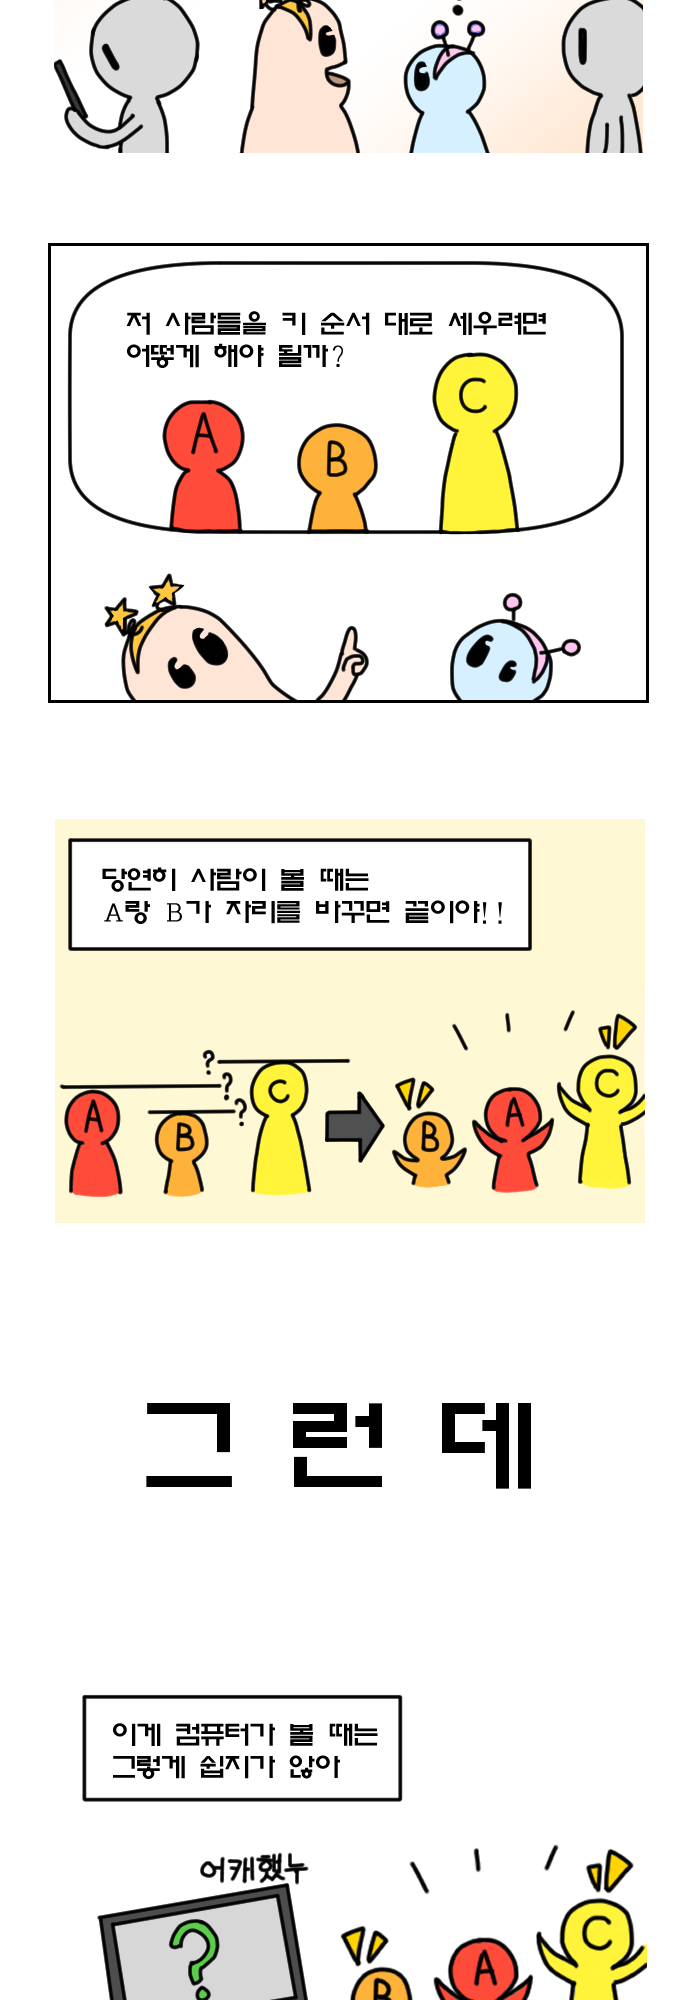 저 사람들을 키 순서 대로 세우려면
어떻게 해야 될까?
A
B
C
당연히 사람이 볼 때는
A랑 B가 자리를 바꾸면 끝이야!!
?
?
?
A
B
C
B
A
C
그런데
이게 컴퓨터가 볼 때는
그렇게 쉽지가 않아
어캐했누
?
B
A
C